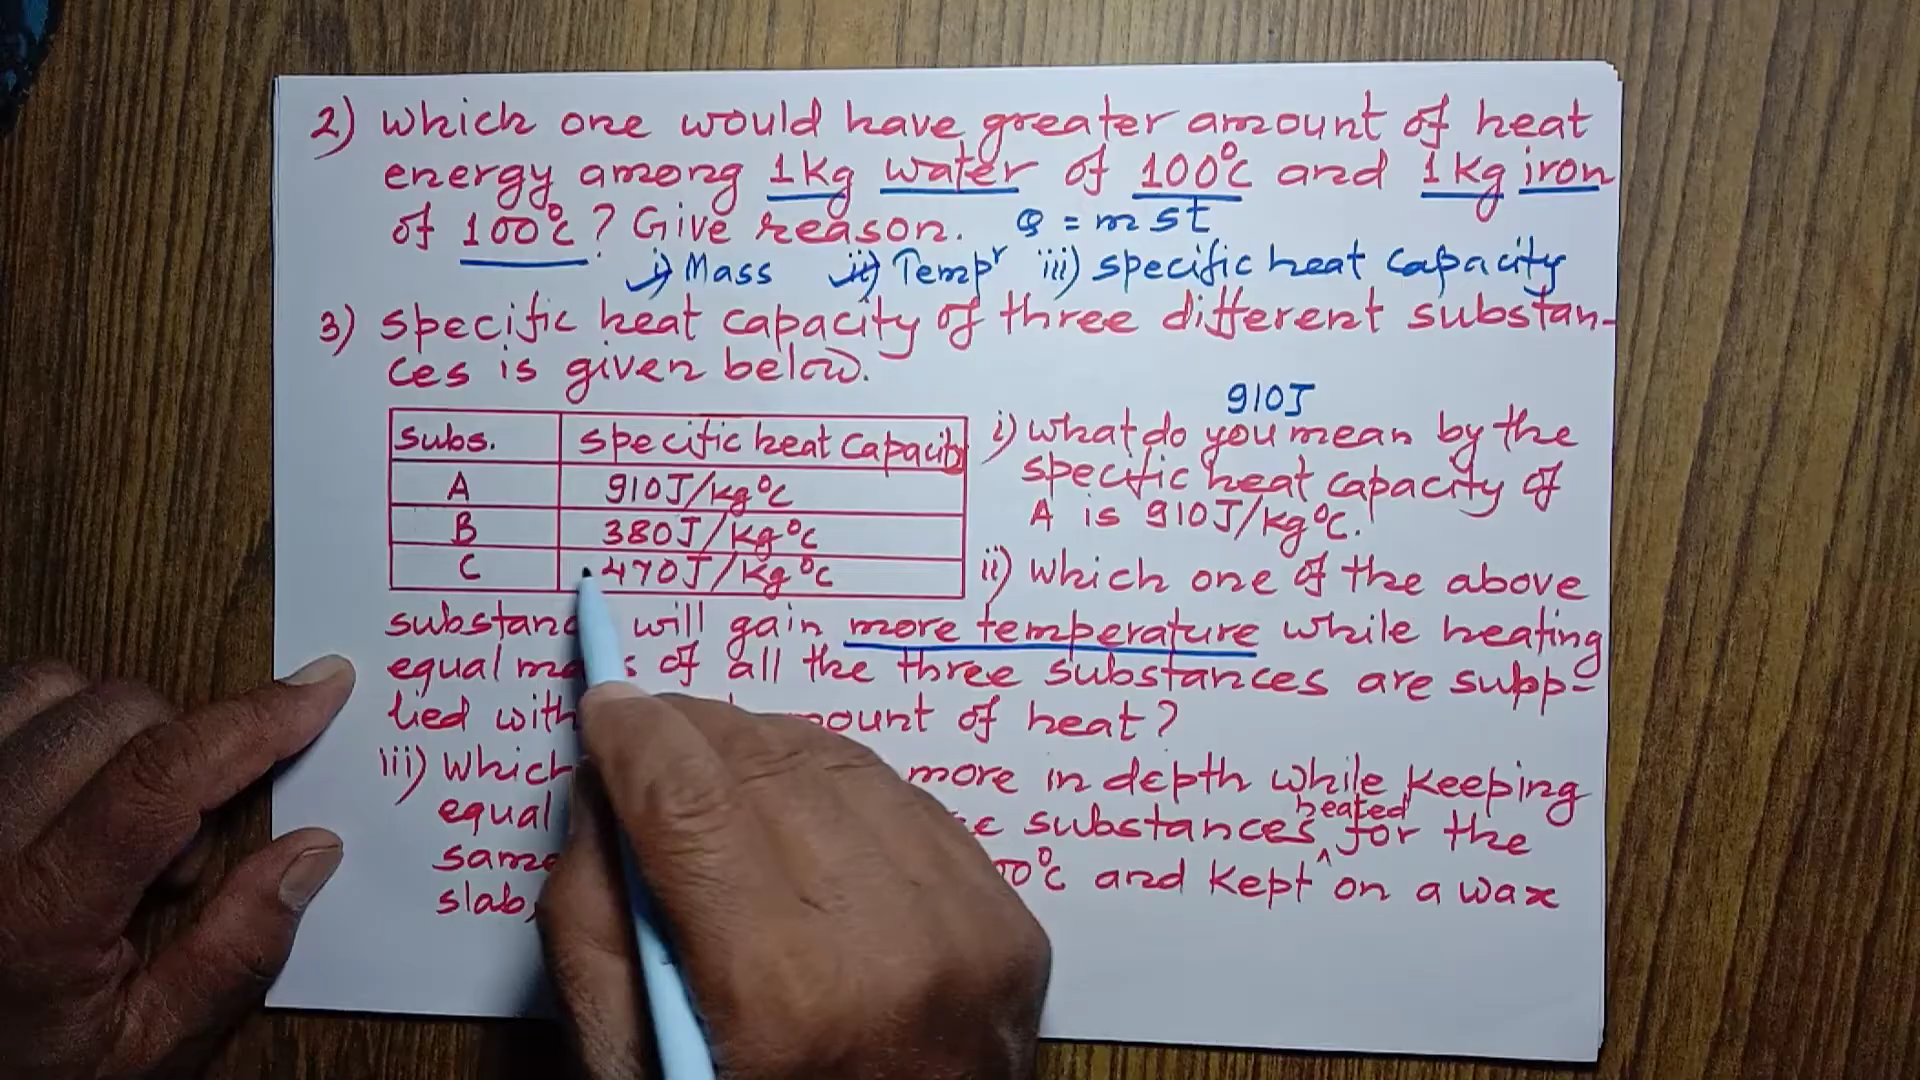 2) Which one would have greater amount of heat
energy among 1kg water of 100°c and 1kg iron
of 100°c? Give reason. Q = mst
i) Mass ii) Tempr iii) specific heat capacity
3) specific heat capacity of three different substan-
ces is given below.
Subs. specific heat capacity
A 910J/kg°c
B 380J/kg°c
C 470J/kg°c
910J
i) What do you mean by the
specific heat capacity of
A is 910J/kg°c.
ii) Which one of the above
substanc will gain more temperature while heating
equal m s of all the three substances are supp-
lied with mount of heat?
iii) Which more in depth while keeping
equal substances heated for the
same 00°c and kept on a wax
slab,